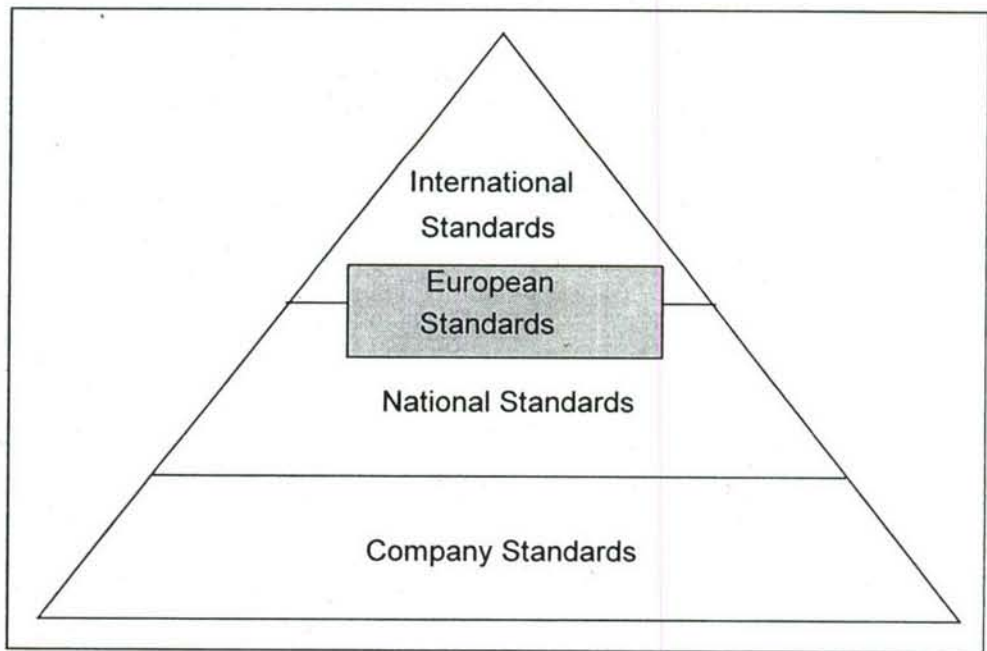 International
Standards
European
Standards
National Standards
Company Standards